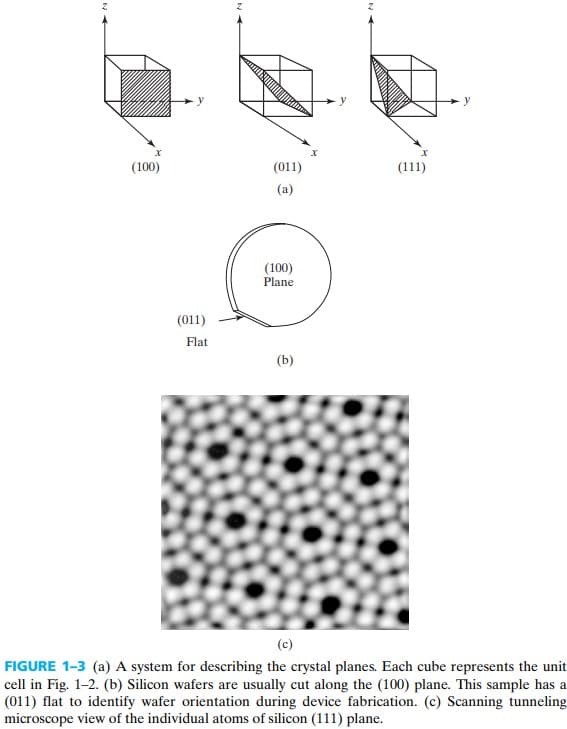 z z z
y y y
x x x
(100) (011) (111)
(a)
(100)
Plane
(011)
Flat
(b)
(c)
FIGURE 1–3 (a) A system for describing the crystal planes. Each cube represents the unit
cell in Fig. 1–2. (b) Silicon wafers are usually cut along the (100) plane. This sample has a
(011) flat to identify wafer orientation during device fabrication. (c) Scanning tunneling
microscope view of the individual atoms of silicon (111) plane.